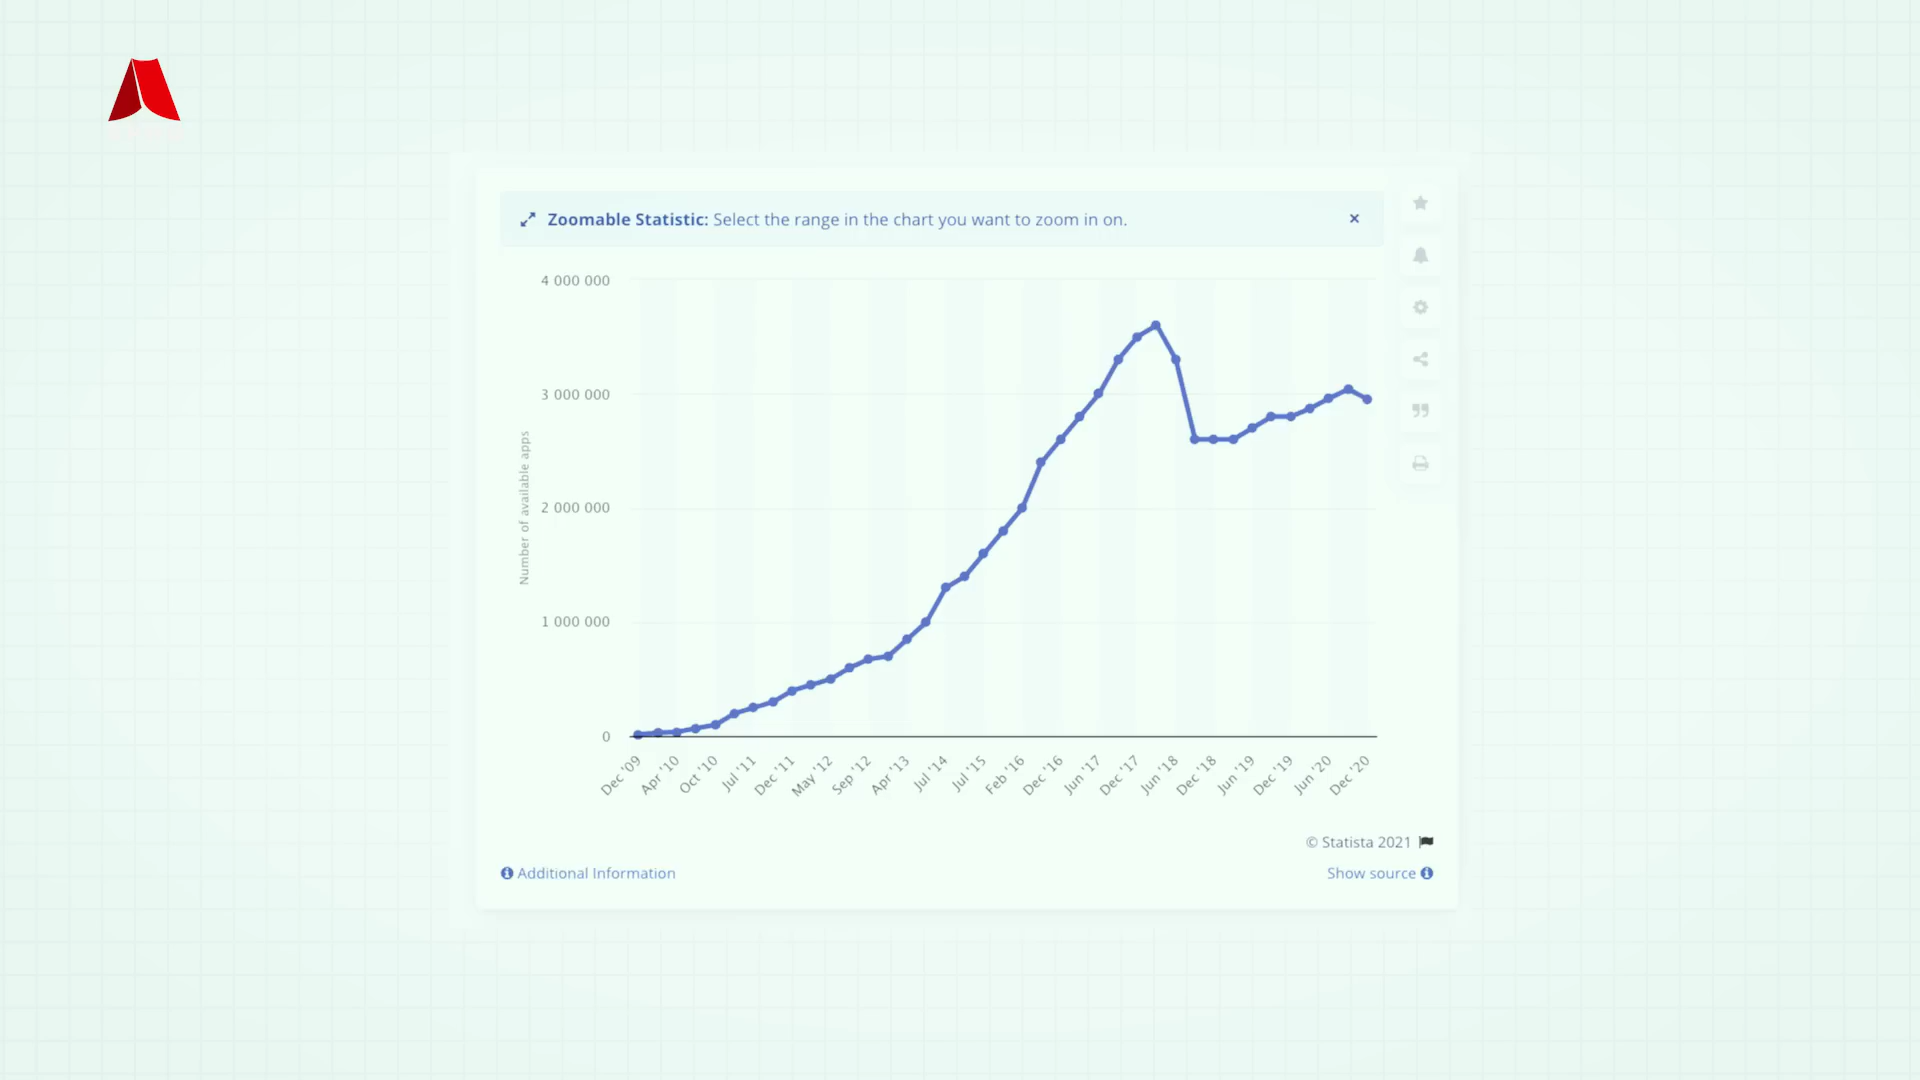 Zoomable Statistic: Select the range in the chart you want to zoom in on.
4 000 000
3 000 000
2 000 000
1 000 000
0
Number of available apps
Dec '09
Apr '10
Oct '10
Jul '11
Dec '11
May '12
Sep '12
Apr '13
Jul '14
Jul '15
Feb '16
Dec '16
Jun '17
Dec '17
Jun '18
Dec '18
Jun '19
Dec '19
Jun '20
Dec '20
© Statista 2021
Additional Information
Show source